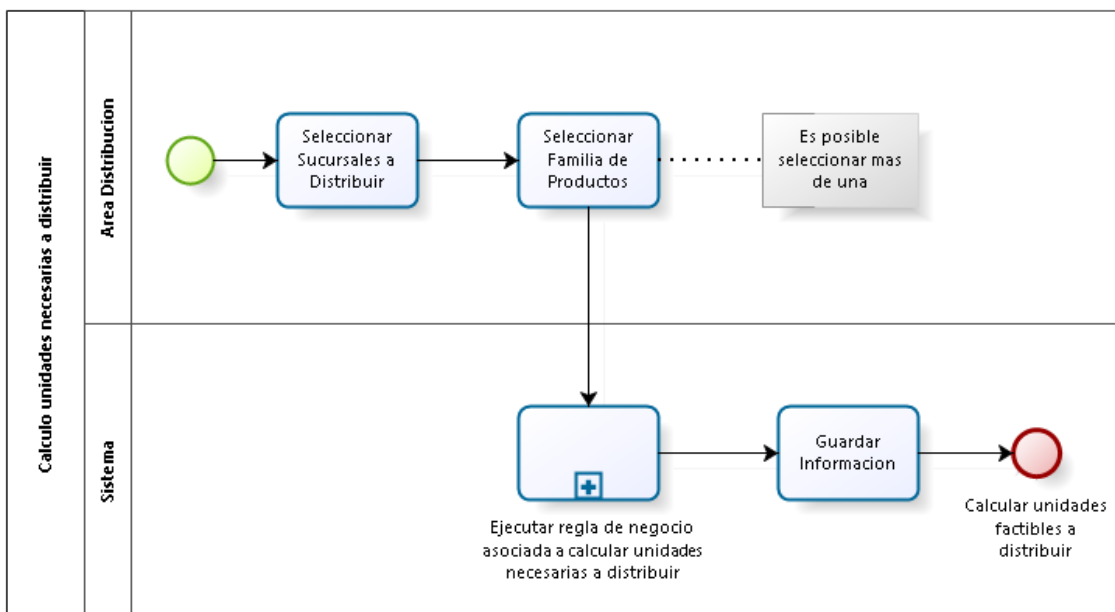 Calculo unidades necesarias a distribuir
Area Distribucion
Seleccionar
Sucursales a
Distribuir
Seleccionar
Familia de
Productos
Es posible
seleccionar mas
de una
Sistema
Ejecutar regla de negocio
asociada a calcular unidades
necesarias a distribuir
Guardar
Informacion
Calcular unidades
factibles a
distribuir